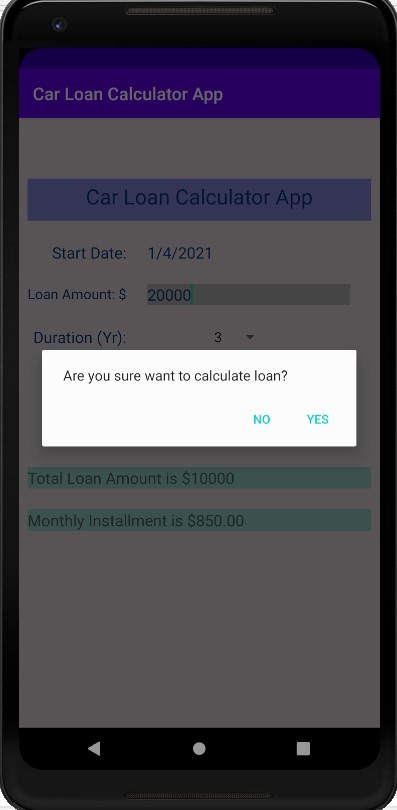 Car Loan Calculator App
Car Loan Calculator App
Start Date: 1/4/2021
Loan Amount: $ 20000
Duration (Yr): 3
Are you sure want to calculate loan?
NO YES
Total Loan Amount is $10000
Monthly Installment is $850.00